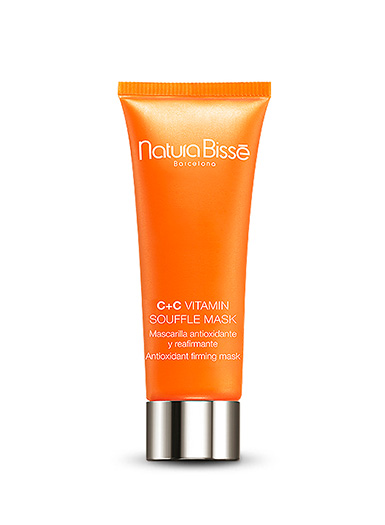 Natura Bissé
Barcelona
C+C VITAMIN
SOUFFLE MASK
Mascarilla antioxidante
y reafirmante
Antioxidant firming mask